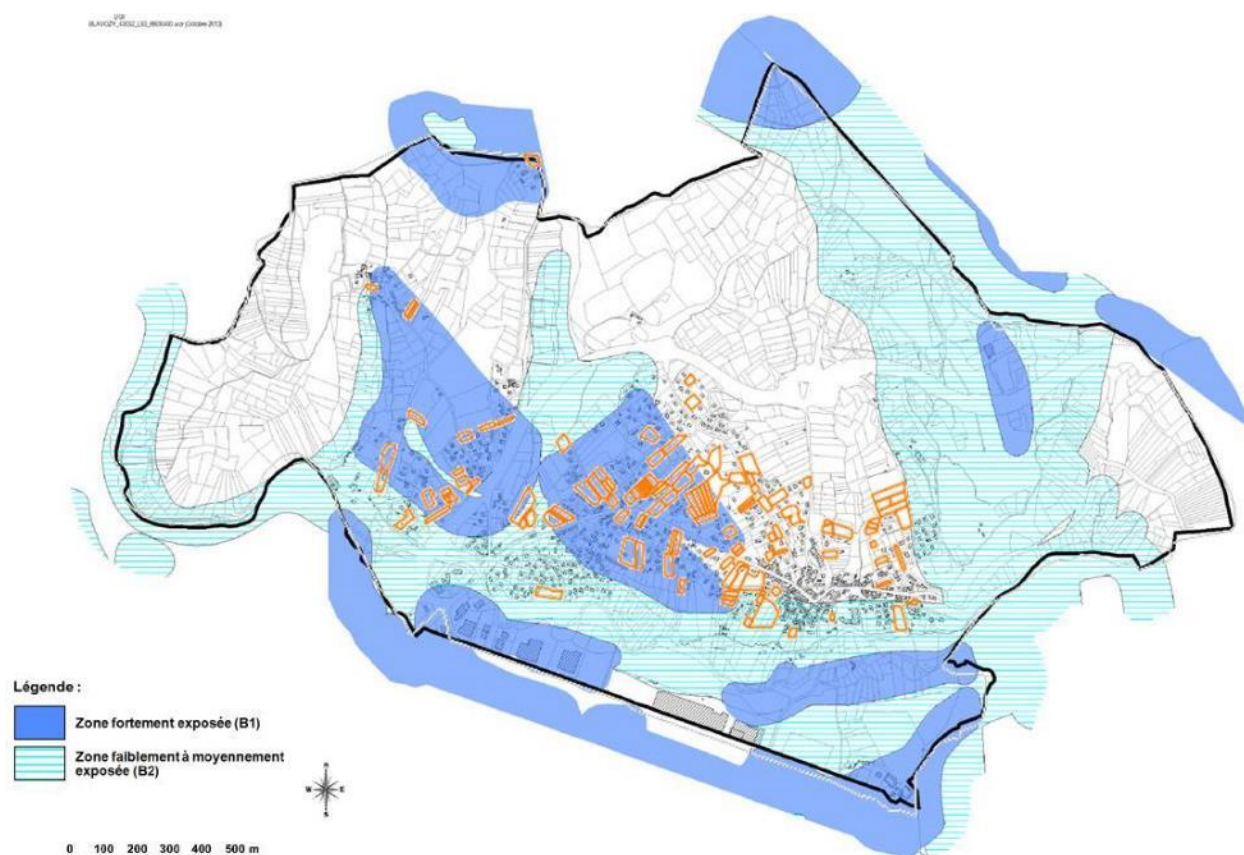 Légende :
Zone fortement exposée (B1)
Zone faiblement à moyennement
exposée (B2)
N
W E
S
0 100 200 300 400 500 m